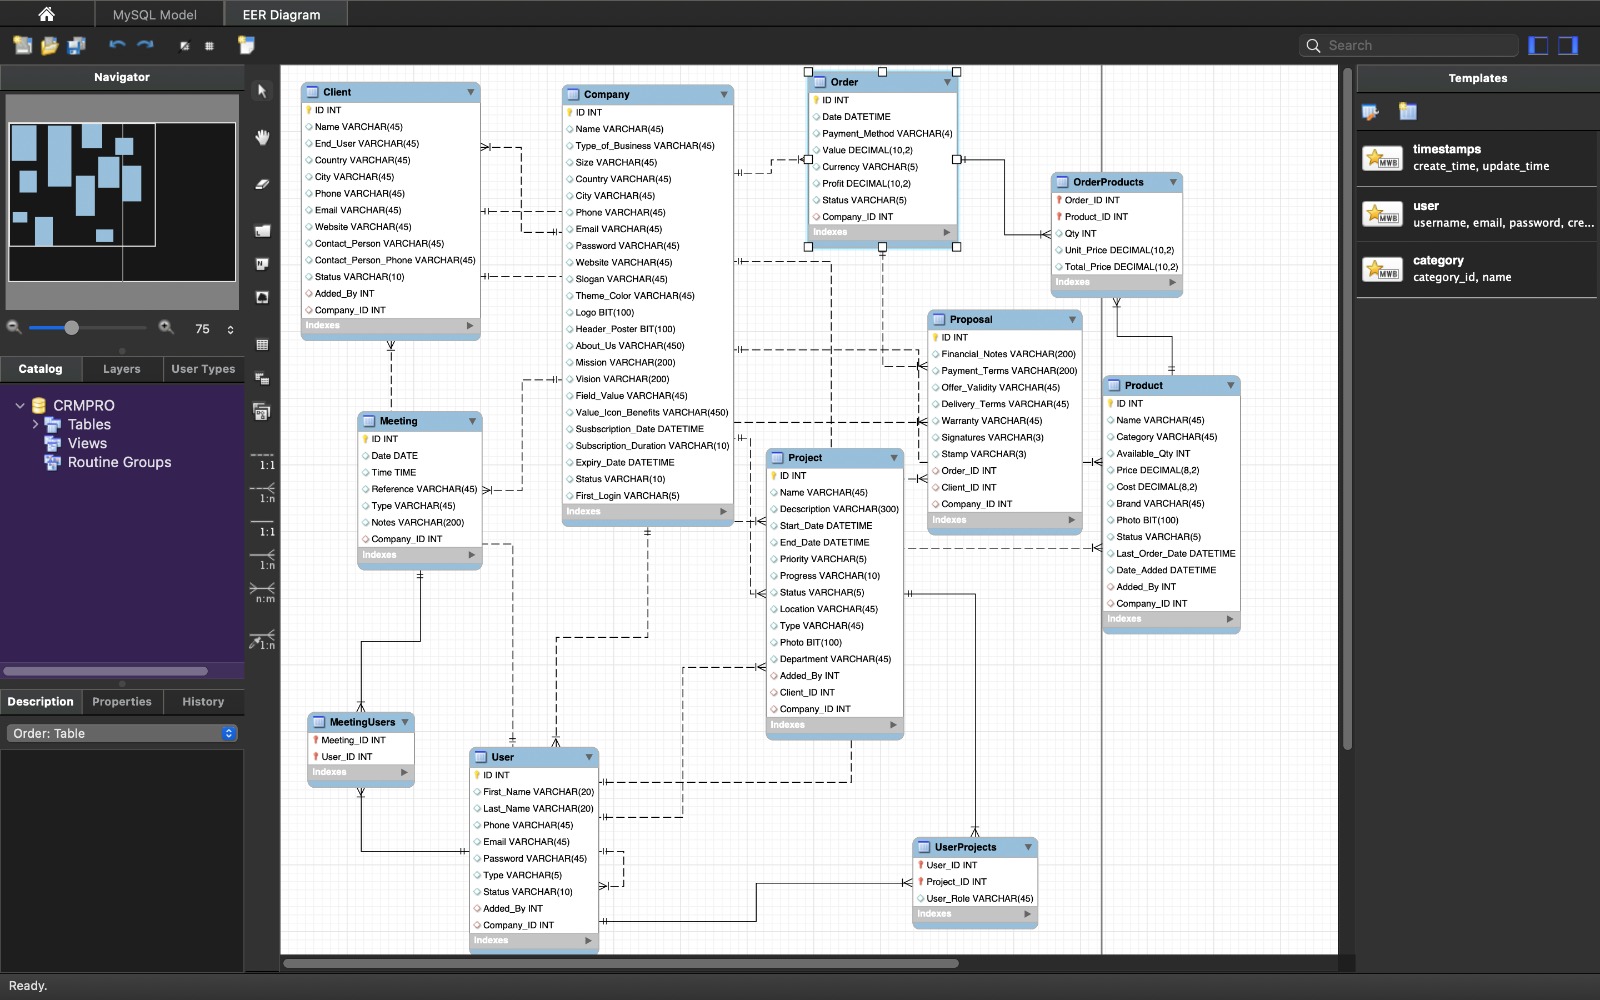 MySQL Model
EER Diagram
Search
Navigator
75
Catalog
Layers
User Types
CRMPRO
Tables
Views
Routine Groups
Description
Properties
History
Order: Table
1:1
1:n
1:1
1:n
n:m
1:n
Client
ID INT
Name VARCHAR(45)
End_User VARCHAR(45)
Country VARCHAR(45)
City VARCHAR(45)
Phone VARCHAR(45)
Email VARCHAR(45)
Website VARCHAR(45)
Contact_Person VARCHAR(45)
Contact_Person_Phone VARCHAR(45)
Status VARCHAR(10)
Added_By INT
Company_ID INT
Indexes
Company
ID INT
Name VARCHAR(45)
Type_of_Business VARCHAR(45)
Size VARCHAR(45)
Country VARCHAR(45)
City VARCHAR(45)
Phone VARCHAR(45)
Email VARCHAR(45)
Password VARCHAR(45)
Website VARCHAR(45)
Slogan VARCHAR(45)
Theme_Color VARCHAR(45)
Logo BIT(100)
Header_Poster BIT(100)
About_Us VARCHAR(450)
Mission VARCHAR(200)
Vision VARCHAR(200)
Field_Value VARCHAR(45)
Value_Icon_Benefits VARCHAR(450)
Susbscription_Date DATETIME
Subscription_Duration VARCHAR(10)
Expiry_Date DATETIME
Status VARCHAR(10)
First_Login VARCHAR(5)
Indexes
Order
ID INT
Date DATETIME
Payment_Method VARCHAR(4)
Value DECIMAL(10,2)
Currency VARCHAR(5)
Profit DECIMAL(10,2)
Status VARCHAR(5)
Company_ID INT
Indexes
OrderProducts
Order_ID INT
Product_ID INT
Qty INT
Unit_Price DECIMAL(10,2)
Total_Price DECIMAL(10,2)
Indexes
Proposal
ID INT
Financial_Notes VARCHAR(200)
Payment_Terms VARCHAR(200)
Offer_Validity VARCHAR(45)
Delivery_Terms VARCHAR(45)
Warranty VARCHAR(45)
Signatures VARCHAR(3)
Stamp VARCHAR(3)
Order_ID INT
Client_ID INT
Company_ID INT
Indexes
Product
ID INT
Name VARCHAR(45)
Category VARCHAR(45)
Available_Qty INT
Price DECIMAL(8,2)
Cost DECIMAL(8,2)
Brand VARCHAR(45)
Photo BIT(100)
Status VARCHAR(5)
Last_Order_Date DATETIME
Date_Added DATETIME
Added_By INT
Company_ID INT
Indexes
Meeting
ID INT
Date DATE
Time TIME
Reference VARCHAR(45)
Type VARCHAR(45)
Notes VARCHAR(200)
Company_ID INT
Indexes
Project
ID INT
Name VARCHAR(45)
Decscription VARCHAR(300)
Start_Date DATETIME
End_Date DATETIME
Priority VARCHAR(5)
Progress VARCHAR(10)
Status VARCHAR(5)
Location VARCHAR(45)
Type VARCHAR(45)
Photo BIT(100)
Department VARCHAR(45)
Added_By INT
Client_ID INT
Company_ID INT
Indexes
MeetingUsers
Meeting_ID INT
User_ID INT
Indexes
User
ID INT
First_Name VARCHAR(20)
Last_Name VARCHAR(20)
Phone VARCHAR(45)
Email VARCHAR(45)
Password VARCHAR(45)
Type VARCHAR(5)
Status VARCHAR(10)
Added_By INT
Company_ID INT
Indexes
UserProjects
User_ID INT
Project_ID INT
User_Role VARCHAR(45)
Indexes
Templates
MWB
timestamps
create_time, update_time
MWB
user
username, email, password, cre...
MWB
category
category_id, name
Ready.